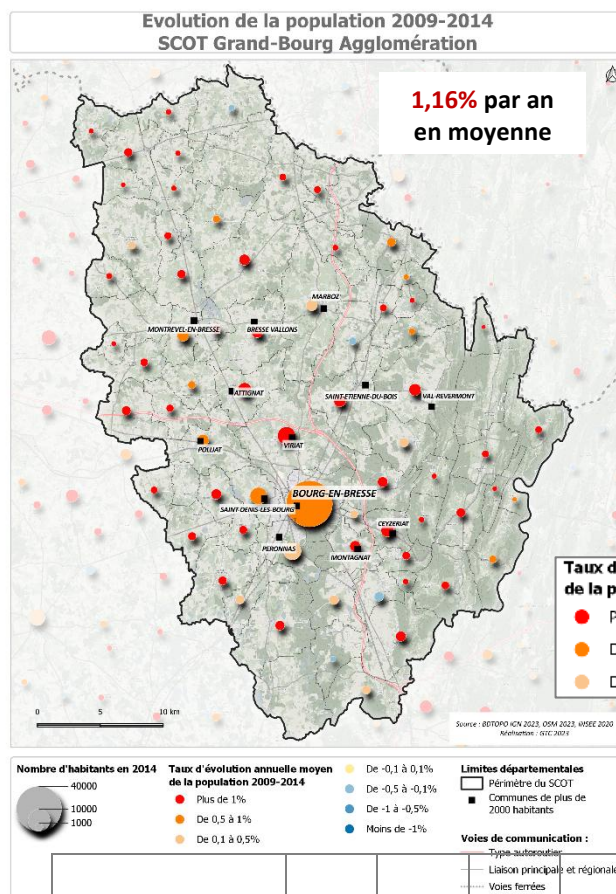 Evolution de la population 2009-2014
SCOT Grand-Bourg Agglomération
1,16% par an
en moyenne
MARBOZ
MONTREVEL-EN-BRESSE
BRESSE VALLONS
ATTIGNAT
SAINT-ETIENNE-DU-BOIS
VAL-REVERMONT
POLLIAT
VIRIAT
BOURG-EN-BRESSE
SAINT-DENIS-LES-BOURG
CEYZERIAT
PERONNAS
MONTAGNAT
Taux d
de la p
P
D
D
0 5 10 km
Source : BDTOPO IGN 2023, OSM 2023, INSEE 2020
Réalisation : GTC 2023
Nombre d'habitants en 2014
40000
10000
1000
Taux d'évolution annuelle moyen
de la population 2009-2014
Plus de 1%
De 0,5 à 1%
De 0,1 à 0,5%
De -0,1 à 0,1%
De -0,5 à -0,1%
De -1 à -0,5%
Moins de -1%
Limites départementales
Périmètre du SCOT
Communes de plus de
2000 habitants
Voies de communication :
Type autoroutier
Liaison principale et régionale
Voies ferrées